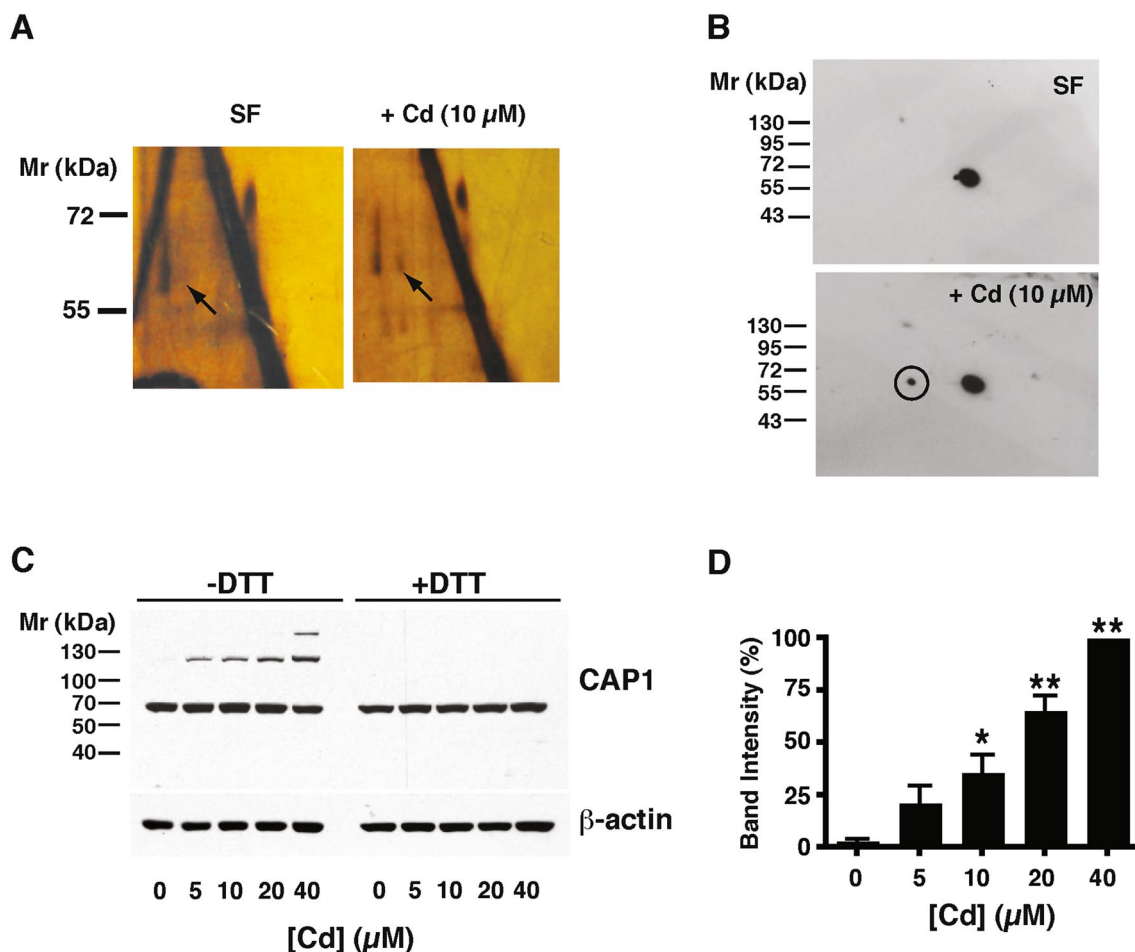 A
SF
+ Cd (10 µM)
Mr (kDa)
72
55
B
Mr (kDa)
SF
130
95
72
55
43
+ Cd (10 µM)
130
95
72
55
43
C
-DTT
+DTT
Mr (kDa)
130
100
70
50
40
CAP1
β-actin
0 5 10 20 40 0 5 10 20 40
[Cd] (µM)
D
Band Intensity (%)
100
75
50
25
0
*
**
**
0 5 10 20 40
[Cd] (µM)